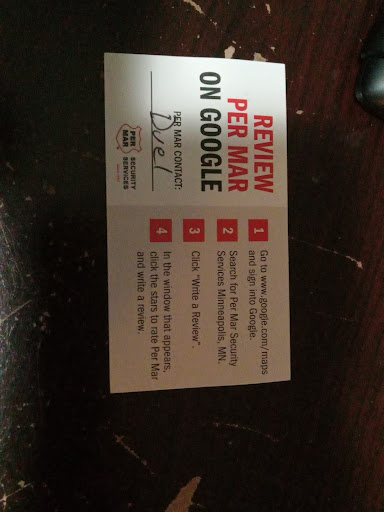 REVIEW
PER MAR
ON GOOGLE
PER MAR CONTACT:
Duel
PER MAR
SECURITY
SERVICES
1 Go to www.google.com/maps
and sign into Google.
2 Search for Per Mar Security
Services Minneapolis, MN.
3 Click "Write a Review".
4 In the window that appears,
click the stars to rate Per Mar
and write a review.